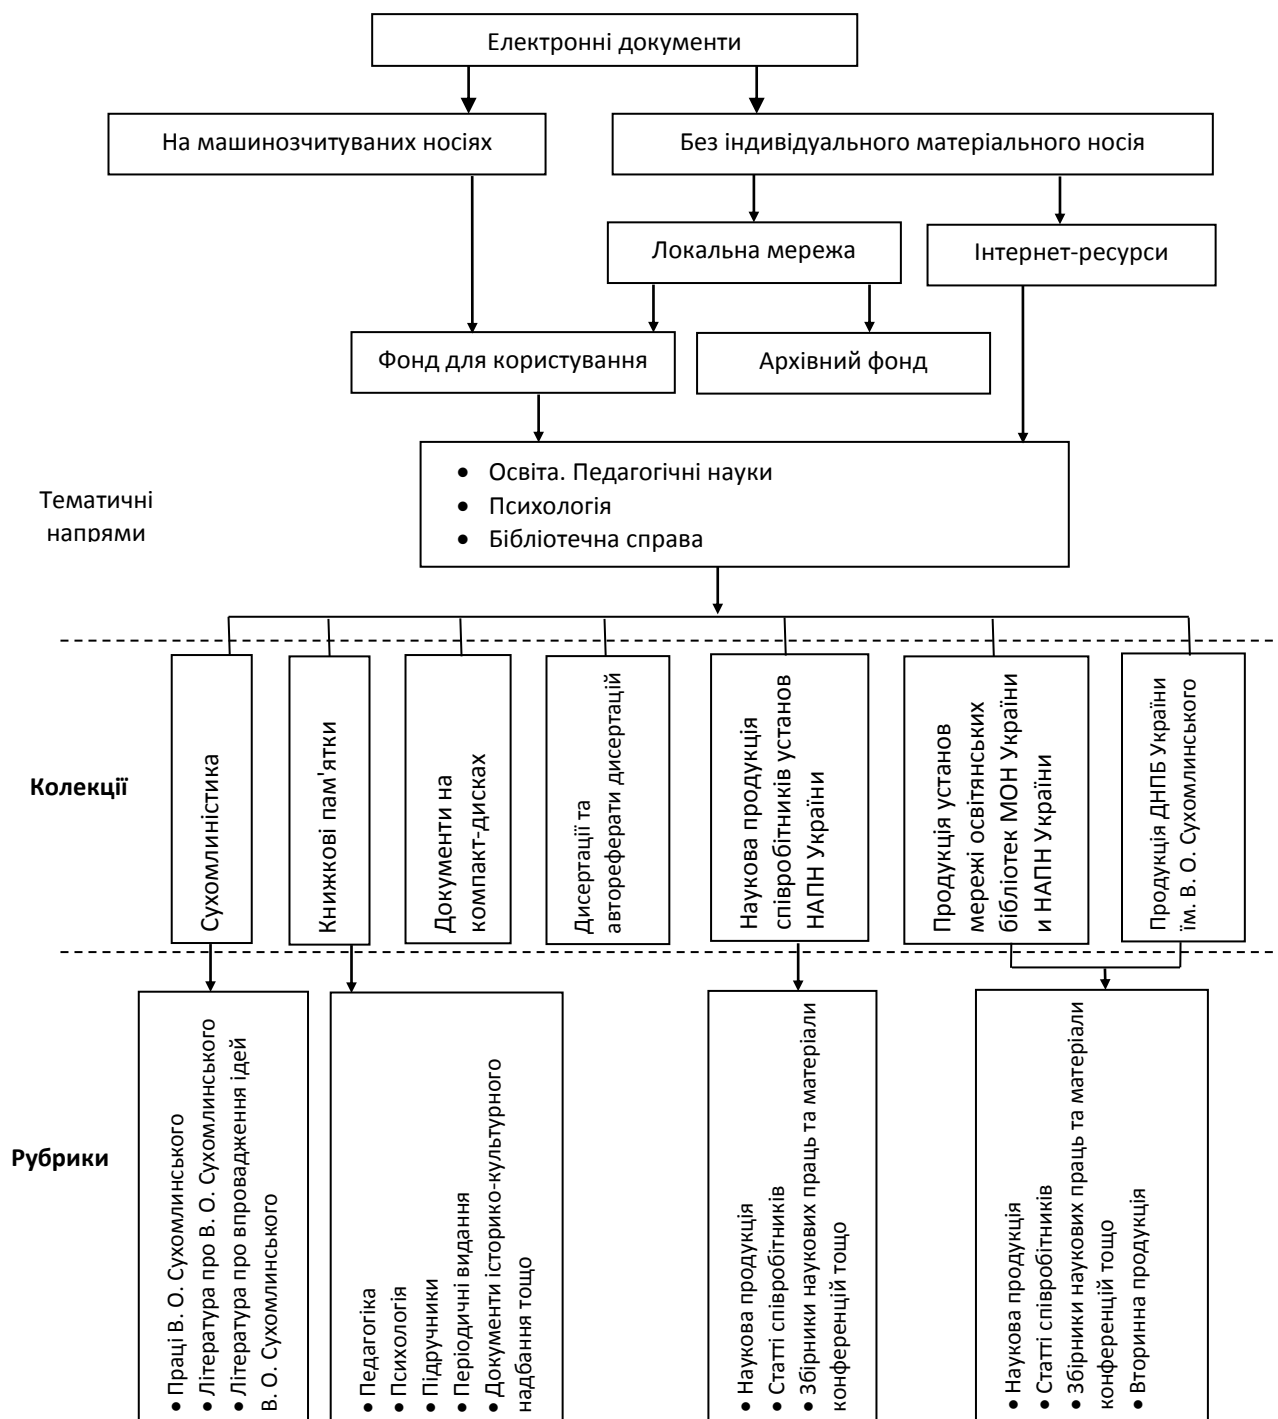 Електронні документи
На машинозчитуваних носіях
Без індивідуального матеріального носія
Локальна мережа
Інтернет-ресурси
Фонд для користування
Архівний фонд
Тематичні
напрями
• Освіта. Педагогічні науки
• Психологія
• Бібліотечна справа
Колекції
Сухомлиністика
Книжкові пам'ятки
Документи на
компакт-дисках
Дисертації та
автореферати дисертацій
Наукова продукція
співробітників установ
НАПН України
Продукція установ
мережі освітянських
бібліотек МОН України
и НАПН України
Продукція ДНПБ України
ім. В. О. Сухомлинського
Рубрики
• Праці В. О. Сухомлинського
• Література про В. О. Сухомлинського
• Література про впровадження ідей
В. О. Сухомлинського
• Педагогіка
• Психологія
• Підручники
• Періодичні видання
• Документи історико-культурного
надбання тощо
• Наукова продукція
• Статті співробітників
• Збірники наукових праць та матеріали
конференцій тощо
• Наукова продукція
• Статті співробітників
• Збірники наукових праць та матеріали
конференцій тощо
• Вторинна продукція